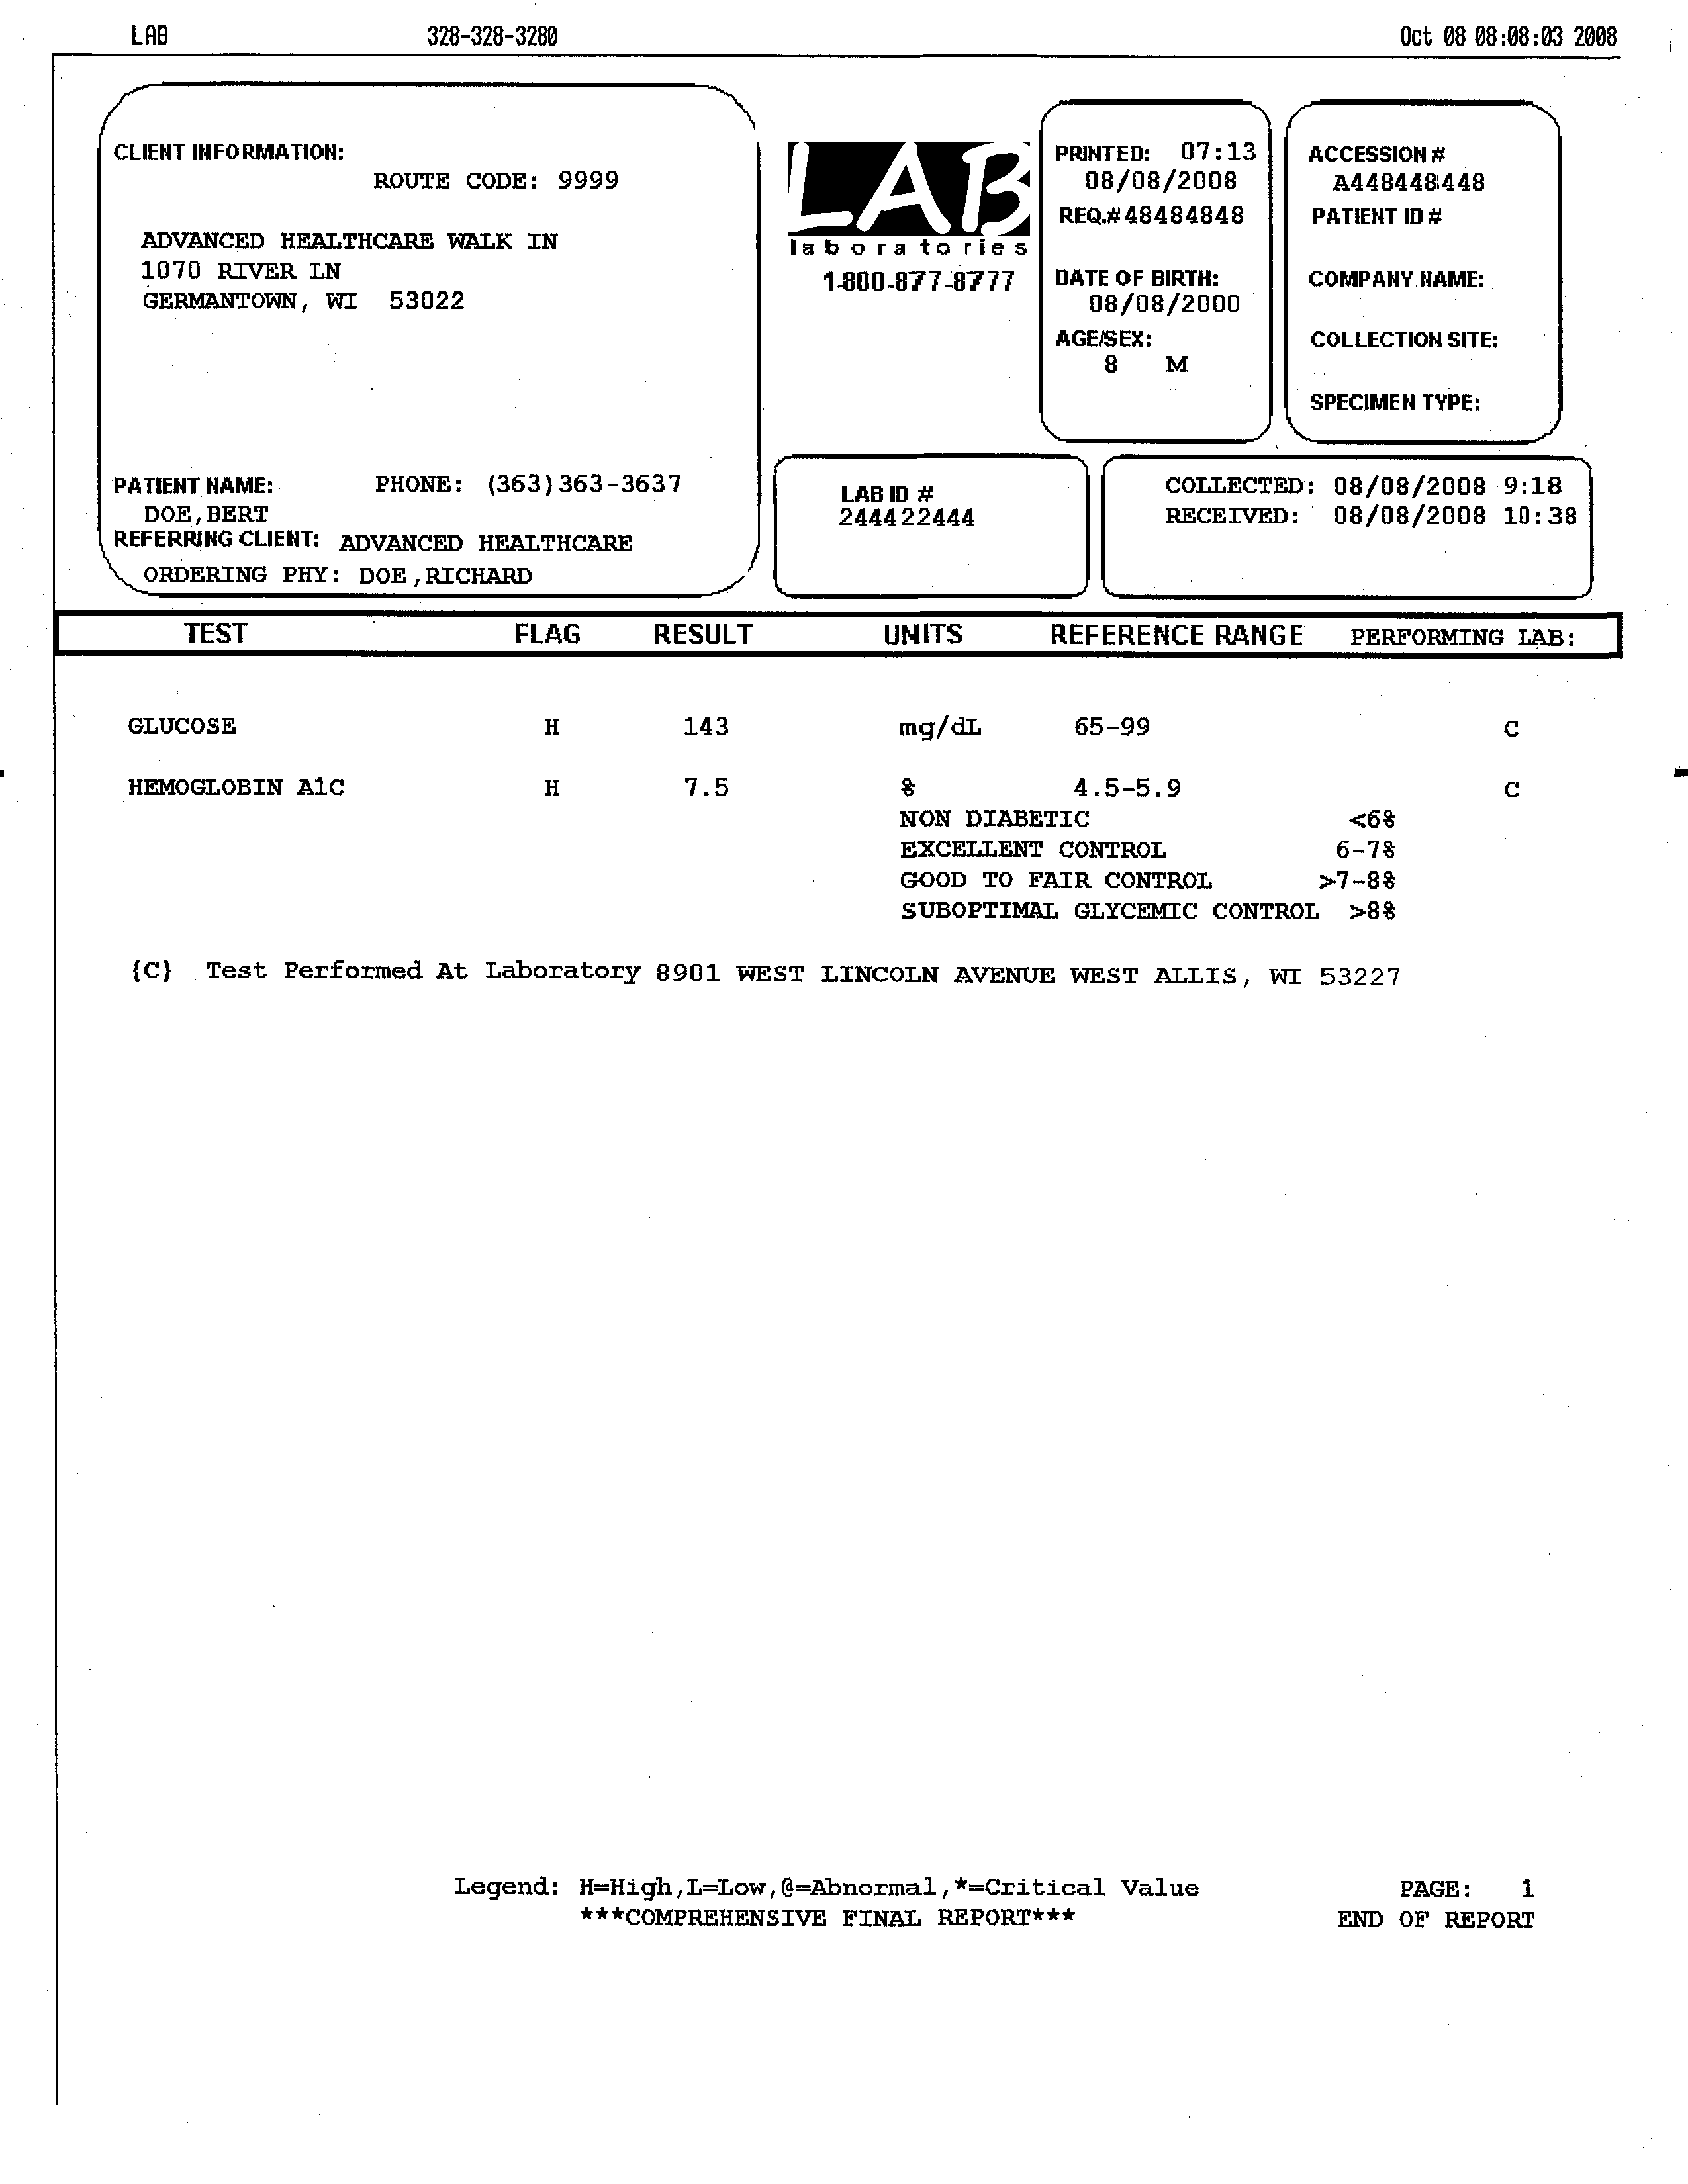 LAB 328-328-3280 Oct 08 08:08:03 2008
CLIENT INFORMATION:
ROUTE CODE: 9999
ADVANCED HEALTHCARE WALK IN
1070 RIVER LN
GERMANTOWN, WI 53022
PATIENT NAME: PHONE: (363)363-3637
DOE,BERT
REFERRING CLIENT: ADVANCED HEALTHCARE
ORDERING PHY: DOE,RICHARD
LAB
laboratories
1-800-877-8777
PRINTED: 07:13
08/08/2008
REQ.#48484848
DATE OF BIRTH:
08/08/2000
AGE/SEX:
8 M
ACCESSION #
A448448448
PATIENT ID #
COMPANY NAME:
COLLECTION SITE:
SPECIMEN TYPE:
LAB ID #
244422444
COLLECTED: 08/08/2008 9:18
RECEIVED: 08/08/2008 10:38
TEST FLAG RESULT UNITS REFERENCE RANGE PERFORMING LAB:
GLUCOSE H 143 mg/dL 65-99 C
HEMOGLOBIN A1C H 7.5 % 4.5-5.9 C
NON DIABETIC <6%
EXCELLENT CONTROL 6-7%
GOOD TO FAIR CONTROL >7-8%
SUBOPTIMAL GLYCEMIC CONTROL >8%
{C} Test Performed At Laboratory 8901 WEST LINCOLN AVENUE WEST ALLIS, WI 53227
Legend: H=High,L=Low,@=Abnormal,*=Critical Value PAGE: 1
***COMPREHENSIVE FINAL REPORT*** END OF REPORT